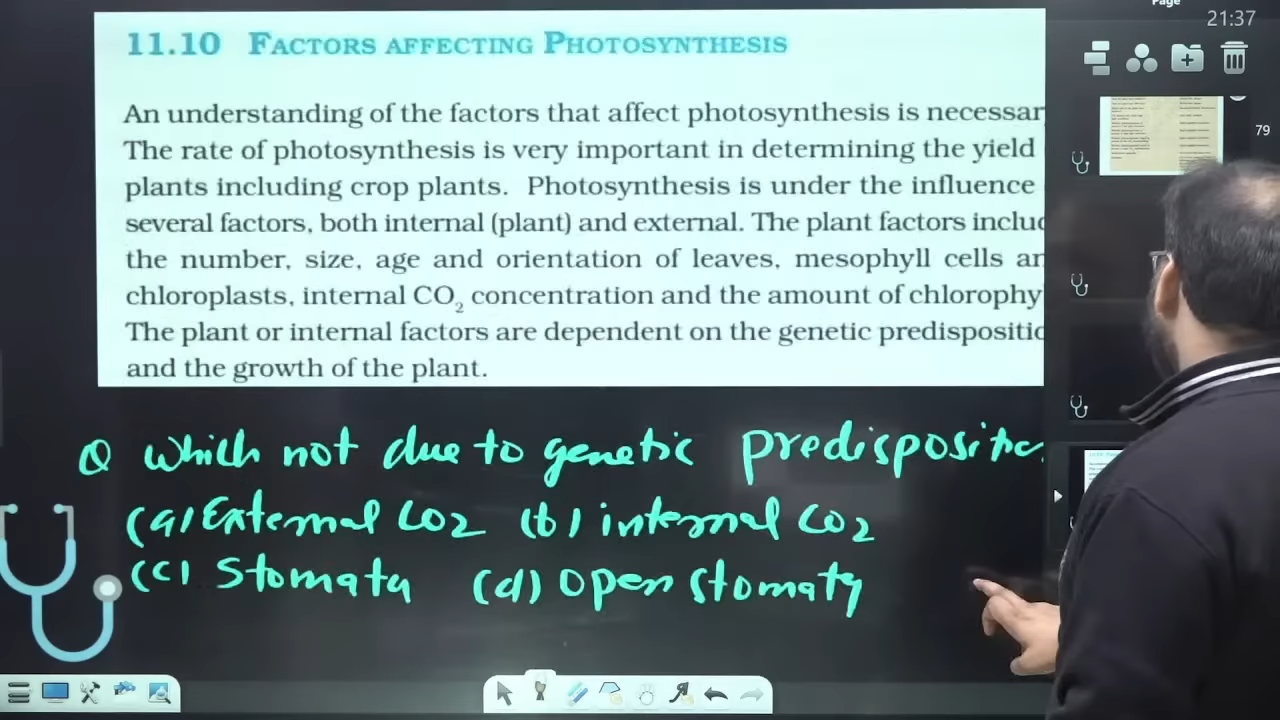 Page
21:37
79
11.10 FACTORS AFFECTING PHOTOSYNTHESIS
An understanding of the factors that affect photosynthesis is necessar
The rate of photosynthesis is very important in determining the yield
plants including crop plants. Photosynthesis is under the influence
several factors, both internal (plant) and external. The plant factors includ
the number, size, age and orientation of leaves, mesophyll cells an
chloroplasts, internal CO2 concentration and the amount of chlorophy
The plant or internal factors are dependent on the genetic predispositio
and the growth of the plant.
Q which not due to genetic predispositio
(a) External CO2 (b) internal CO2
(c) Stomata (d) Open Stomata